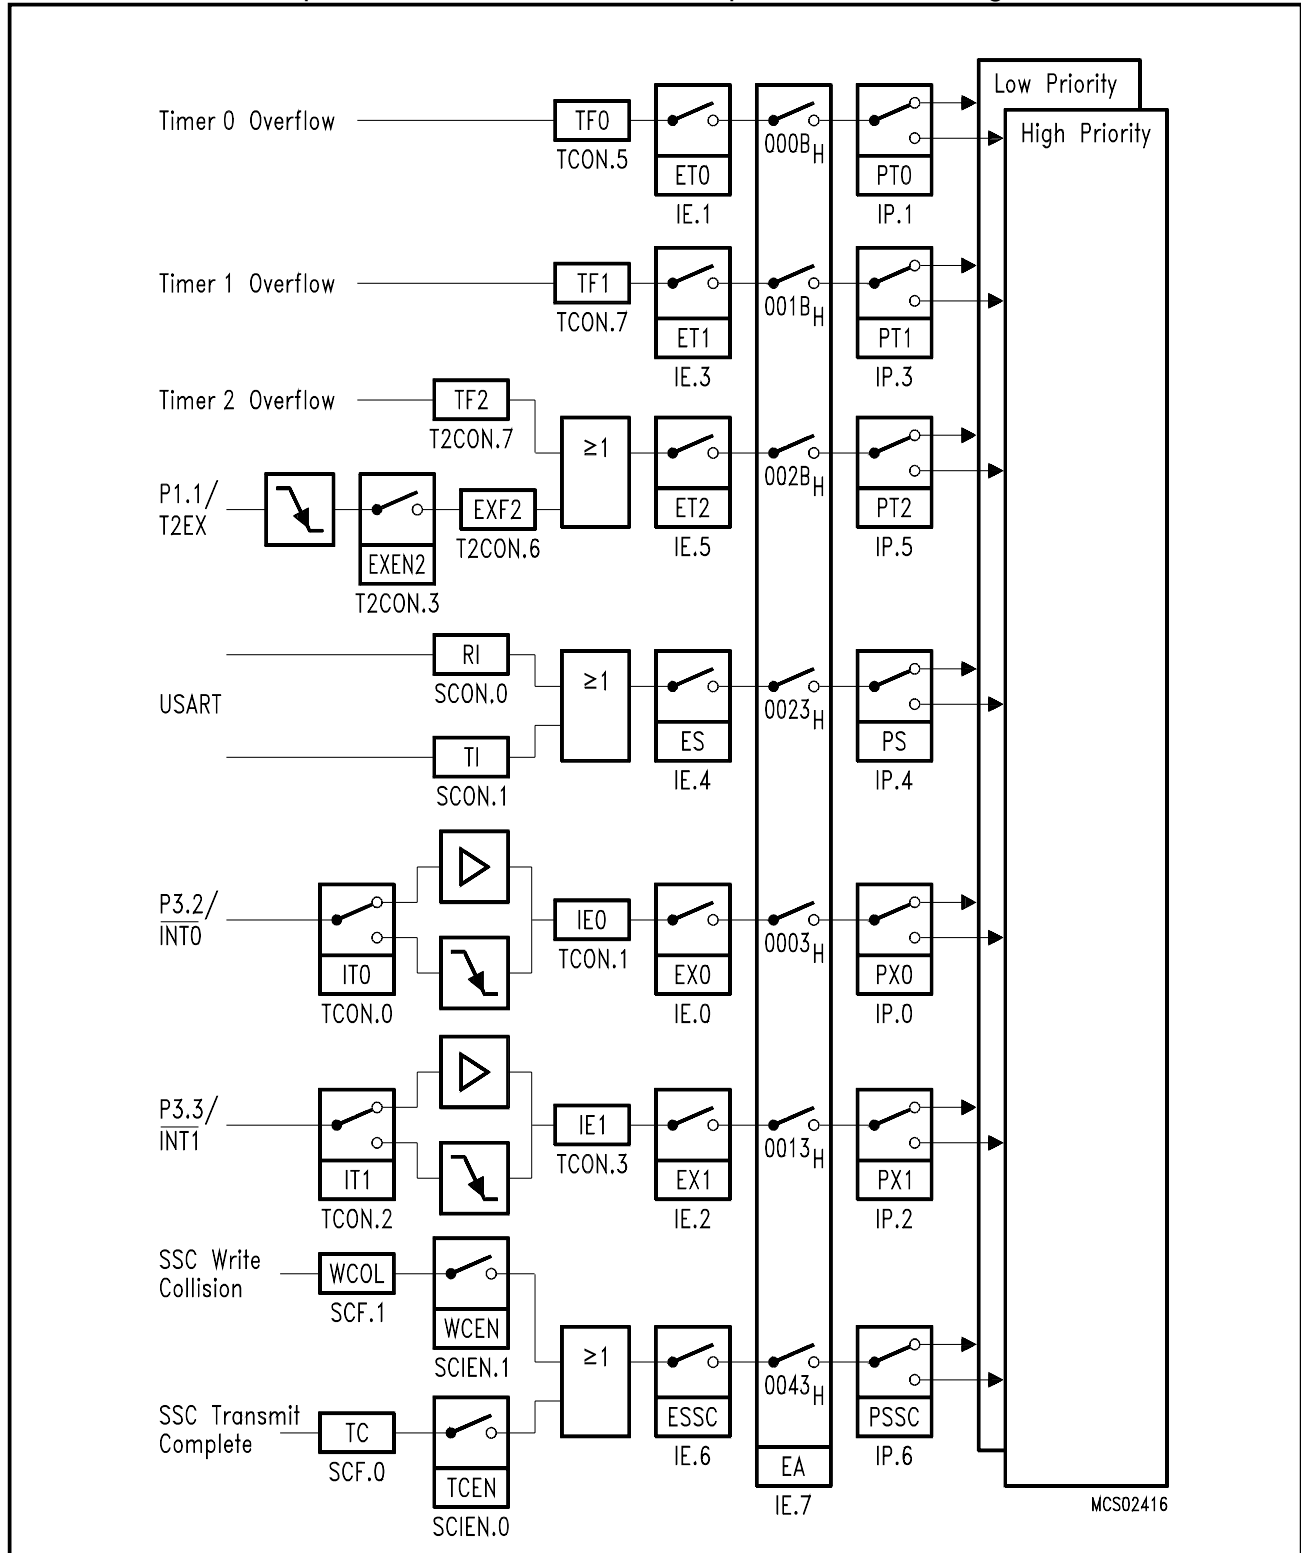 Low Priority
High Priority
Timer 0 Overflow
TF0
TCON.5
ET0
IE.1
000BH
PT0
IP.1
Timer 1 Overflow
TF1
TCON.7
ET1
IE.3
001BH
PT1
IP.3
Timer 2 Overflow
TF2
T2CON.7
P1.1/
T2EX
EXEN2
T2CON.3
EXF2
T2CON.6
≥1
ET2
IE.5
002BH
PT2
IP.5
USART
RI
SCON.0
TI
SCON.1
≥1
ES
IE.4
0023H
PS
IP.4
P3.2/
INT0
IT0
TCON.0
IE0
TCON.1
EX0
IE.0
0003H
PX0
IP.0
P3.3/
INT1
IT1
TCON.2
IE1
TCON.3
EX1
IE.2
0013H
PX1
IP.2
SSC Write
Collision
WCOL
SCF.1
WCEN
SCIEN.1
SSC Transmit
Complete
TC
SCF.0
TCEN
SCIEN.0
≥1
ESSC
IE.6
0043H
EA
IE.7
PSSC
IP.6
MCS02416